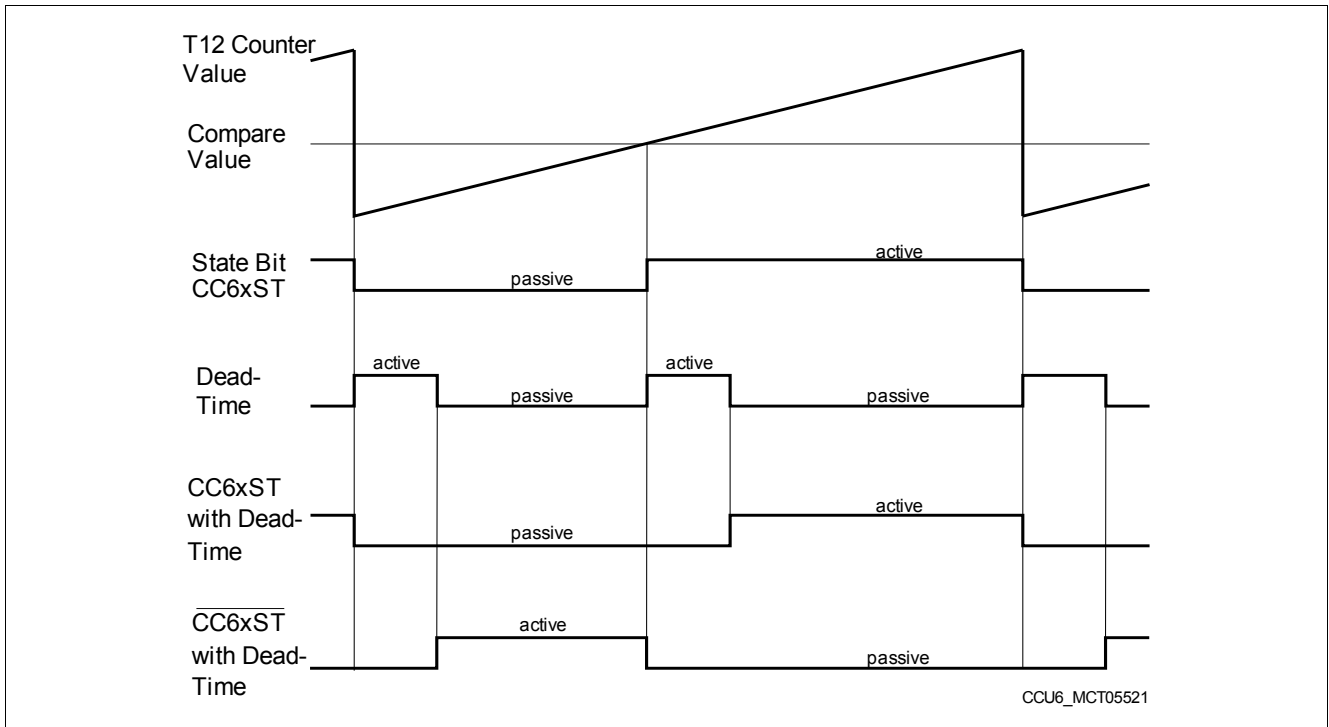 T12 Counter
Value
Compare
Value
State Bit
CC6xST
passive
active
Dead-
Time
active
passive
active
passive
CC6xST
with Dead-
Time
passive
active
C̅C̅6̅x̅S̅T̅
with Dead-
Time
active
passive
CCU6_MCT05521